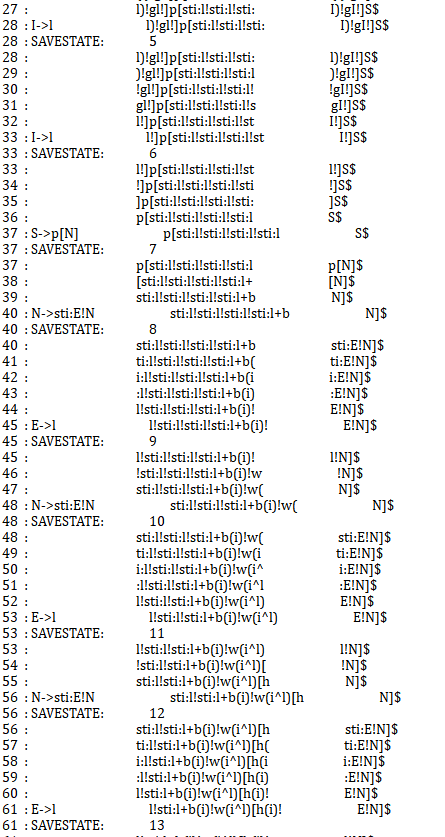 27 : l)!gl!]p[sti:l!sti:l!sti: I)!gI!]S$
28 : I->l l)!gl!]p[sti:l!sti:l!sti: I)!gI!]S$
28 : SAVESTATE: 5
28 : l)!gl!]p[sti:l!sti:l!sti: l)!gI!]S$
29 : )!gl!]p[sti:l!sti:l!sti:l )!gI!]S$
30 : !gl!]p[sti:l!sti:l!sti:l! !gI!]S$
31 : gl!]p[sti:l!sti:l!sti:l!s gI!]S$
32 : l!]p[sti:l!sti:l!sti:l!st I!]S$
33 : I->l l!]p[sti:l!sti:l!sti:l!st I!]S$
33 : SAVESTATE: 6
33 : l!]p[sti:l!sti:l!sti:l!st l!]S$
34 : !]p[sti:l!sti:l!sti:l!sti !]S$
35 : ]p[sti:l!sti:l!sti:l!sti: ]S$
36 : p[sti:l!sti:l!sti:l!sti:l S$
37 : S->p[N] p[sti:l!sti:l!sti:l!sti:l S$
37 : SAVESTATE: 7
37 : p[sti:l!sti:l!sti:l!sti:l p[N]$
38 : [sti:l!sti:l!sti:l!sti:l+ [N]$
39 : sti:l!sti:l!sti:l!sti:l+b N]$
40 : N->sti:E!N sti:l!sti:l!sti:l!sti:l+b N]$
40 : SAVESTATE: 8
40 : sti:l!sti:l!sti:l!sti:l+b sti:E!N]$
41 : ti:l!sti:l!sti:l!sti:l+b( ti:E!N]$
42 : i:l!sti:l!sti:l!sti:l+b(i i:E!N]$
43 : :l!sti:l!sti:l!sti:l+b(i) :E!N]$
44 : l!sti:l!sti:l!sti:l+b(i)! E!N]$
45 : E->l l!sti:l!sti:l!sti:l+b(i)! E!N]$
45 : SAVESTATE: 9
45 : l!sti:l!sti:l!sti:l+b(i)! l!N]$
46 : !sti:l!sti:l!sti:l+b(i)!w !N]$
47 : sti:l!sti:l!sti:l+b(i)!w( N]$
48 : N->sti:E!N sti:l!sti:l!sti:l+b(i)!w( N]$
48 : SAVESTATE: 10
48 : sti:l!sti:l!sti:l+b(i)!w( sti:E!N]$
49 : ti:l!sti:l!sti:l+b(i)!w(i ti:E!N]$
50 : i:l!sti:l!sti:l+b(i)!w(i^ i:E!N]$
51 : :l!sti:l!sti:l+b(i)!w(i^l :E!N]$
52 : l!sti:l!sti:l+b(i)!w(i^l) E!N]$
53 : E->l l!sti:l!sti:l+b(i)!w(i^l) E!N]$
53 : SAVESTATE: 11
53 : l!sti:l!sti:l+b(i)!w(i^l) l!N]$
54 : !sti:l!sti:l+b(i)!w(i^l)[ !N]$
55 : sti:l!sti:l+b(i)!w(i^l)[h N]$
56 : N->sti:E!N sti:l!sti:l+b(i)!w(i^l)[h N]$
56 : SAVESTATE: 12
56 : sti:l!sti:l+b(i)!w(i^l)[h sti:E!N]$
57 : ti:l!sti:l+b(i)!w(i^l)[h( ti:E!N]$
58 : i:l!sti:l+b(i)!w(i^l)[h(i i:E!N]$
59 : :l!sti:l+b(i)!w(i^l)[h(i) :E!N]$
60 : l!sti:l+b(i)!w(i^l)[h(i)! E!N]$
61 : E->l l!sti:l+b(i)!w(i^l)[h(i)! E!N]$
61 : SAVESTATE: 13